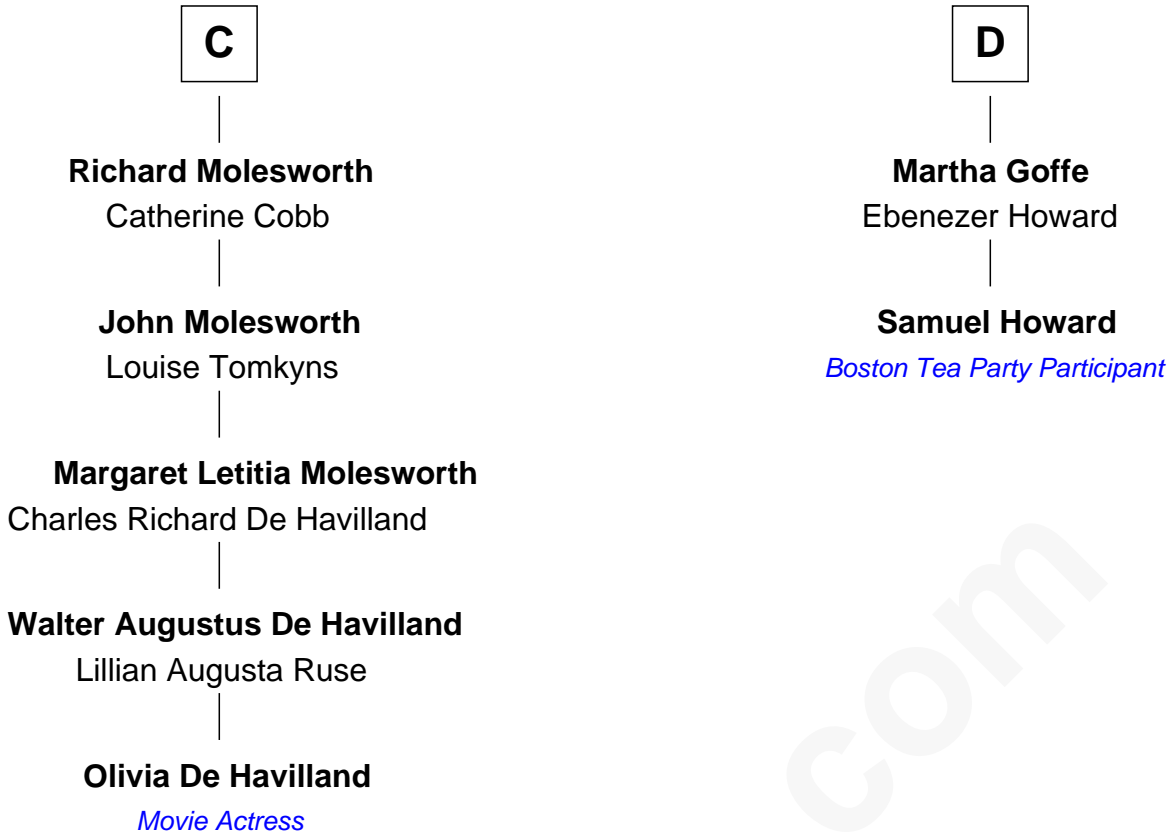 C
Richard Molesworth
Catherine Cobb
John Molesworth
Louise Tomkyns
Margaret Letitia Molesworth
Charles Richard De Havilland
Walter Augustus De Havilland
Lillian Augusta Ruse
Olivia De Havilland
Movie Actress
D
Martha Goffe
Ebenezer Howard
Samuel Howard
Boston Tea Party Participant
com